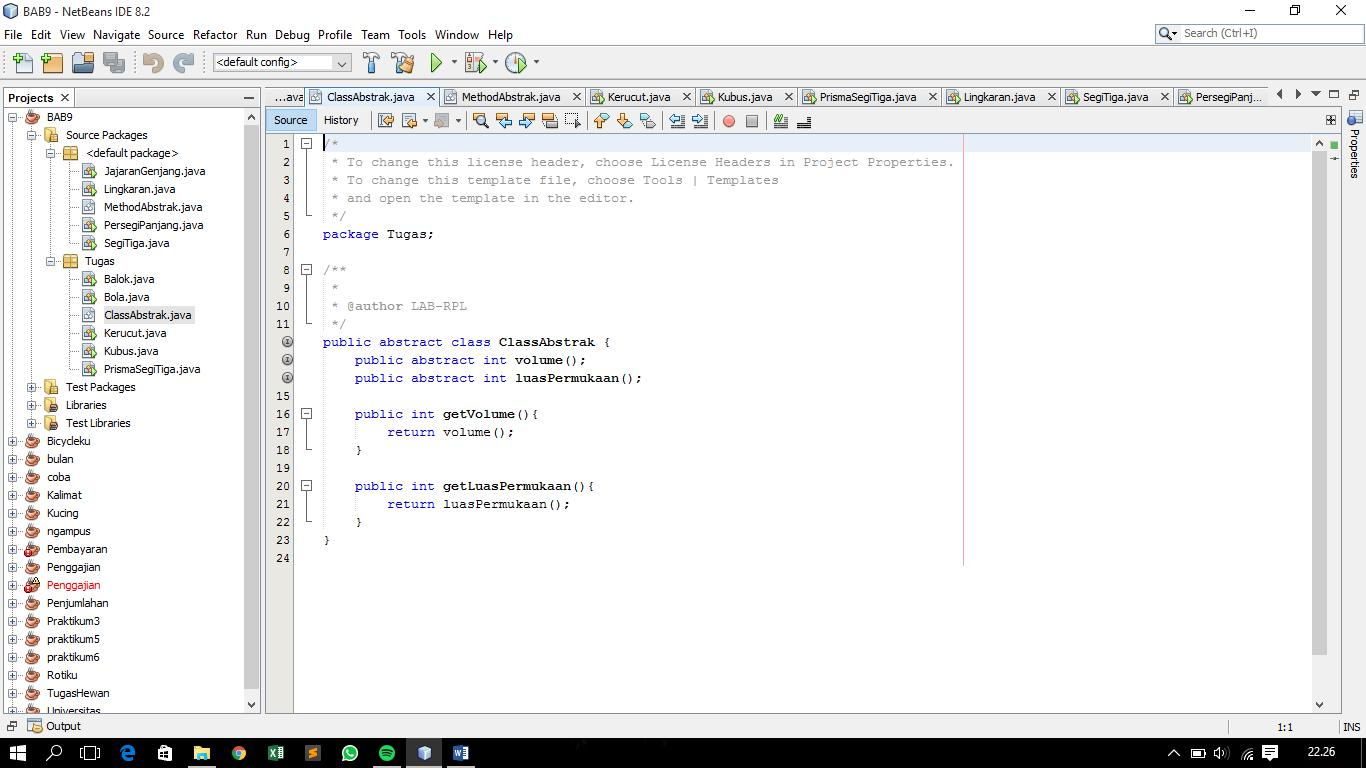 BAB9 - NetBeans IDE 8.2
File Edit View Navigate Source Refactor Run Debug Profile Team Tools Window Help
Search (Ctrl+I)
<default config>
Projects
...ava ClassAbstrak.java MethodAbstrak.java Kerucut.java Kubus.java PrismaSegiTiga.java Lingkaran.java SegiTiga.java PersegiPanj...
Source History
BAB9
Source Packages
<default package>
JajaranGenjang.java
Lingkaran.java
MethodAbstrak.java
PersegiPanjang.java
SegiTiga.java
Tugas
Balok.java
Bola.java
ClassAbstrak.java
Kerucut.java
Kubus.java
PrismaSegiTiga.java
Test Packages
Libraries
Test Libraries
Bicycleku
bulan
coba
Kalimat
Kucing
ngampus
Pembayaran
Penggajian
Penggajian
Penjumlahan
Praktikum3
praktikum5
praktikum6
Rotiku
TugasHewan
Universitas
1 /*
2 * To change this license header, choose License Headers in Project Properties.
3 * To change this template file, choose Tools | Templates
4 * and open the template in the editor.
5 */
6 package Tugas;
7
8 /**
9 *
10 * @author LAB-RPL
11 */
public abstract class ClassAbstrak {
public abstract int volume();
public abstract int luasPermukaan();
15
16 public int getVolume(){
17 return volume();
18 }
19
20 public int getLuasPermukaan(){
21 return luasPermukaan();
22 }
23 }
24
Properties
Output
1:1 INS
22.26